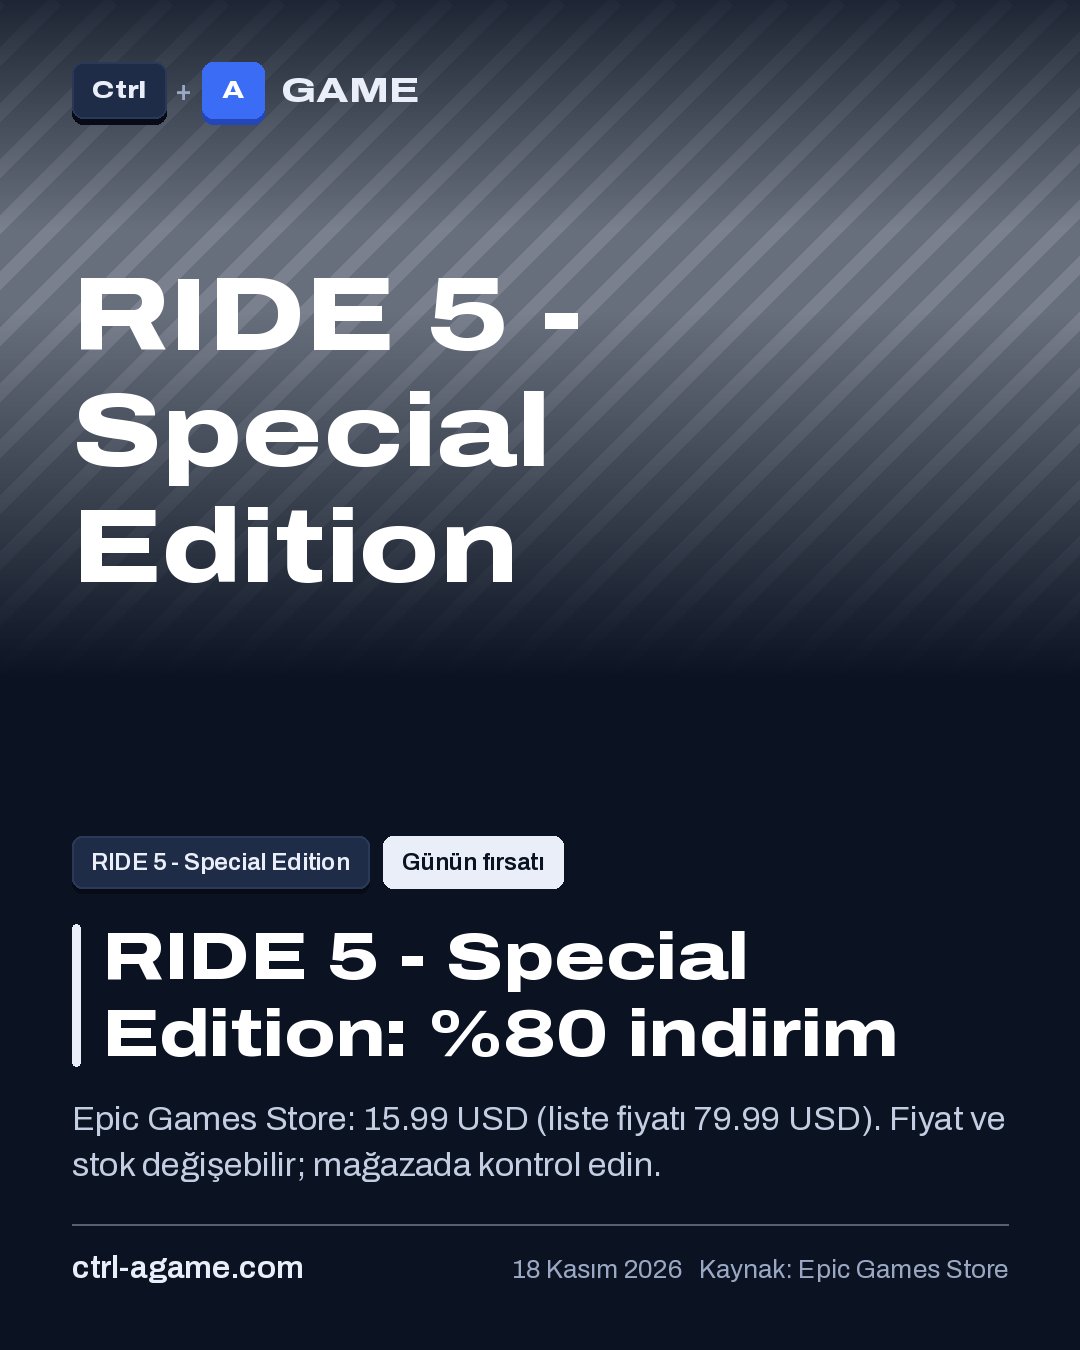 Ctrl + A GAME
RIDE 5 -
Special
Edition
RIDE 5 - Special Edition
Günün fırsatı
RIDE 5 - Special
Edition: %80 indirim
Epic Games Store: 15.99 USD (liste fiyatı 79.99 USD). Fiyat ve
stok değişebilir; mağazada kontrol edin.
ctrl-agame.com
18 Kasım 2026 Kaynak: Epic Games Store